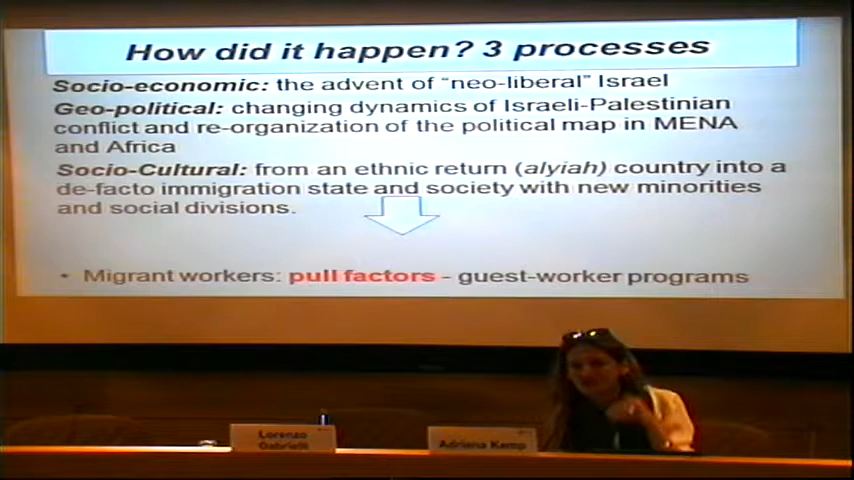 How did it happen? 3 processes
Socio-economic: the advent of “neo-liberal” Israel
Geo-political: changing dynamics of Israeli-Palestinian
conflict and re-organization of the political map in MENA
and Africa
Socio-Cultural: from an ethnic return (alyiah) country into a
de-facto immigration state and society with new minorities
and social divisions.
• Migrant workers: pull factors - guest-worker programs
Lorenzo
Gabrielli
Adriana Kemp